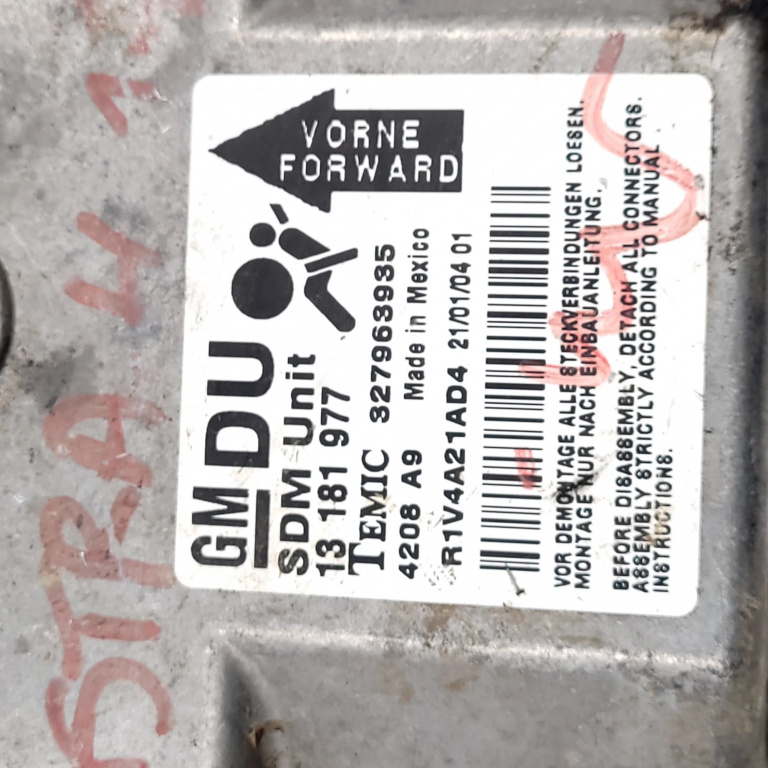 STRA H
VORNE
FORWARD
GM DU
SDM Unit
13 181 977
TEMIC 327963935
4208 A9 Made in Mexico
R1V4A21AD4 21/01/04 01
VOR DEMONTAGE ALLE STECKVERBINDUNGEN LOESEN.
MONTAGE NUR NACH EINBAUANLEITUNG.
BEFORE DISASSEMBLY, DETACH ALL CONNECTORS.
ASSEMBLY STRICTLY ACCORDING TO MANUAL
INSTRUCTIONS.